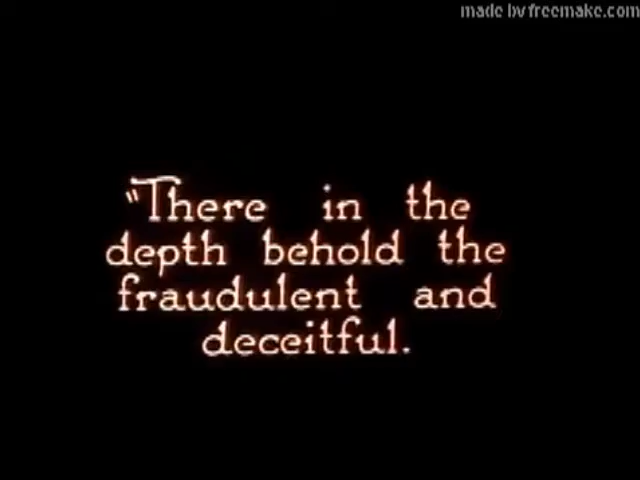 made by freemake.com
"There in the
depth behold the
fraudulent and
deceitful.